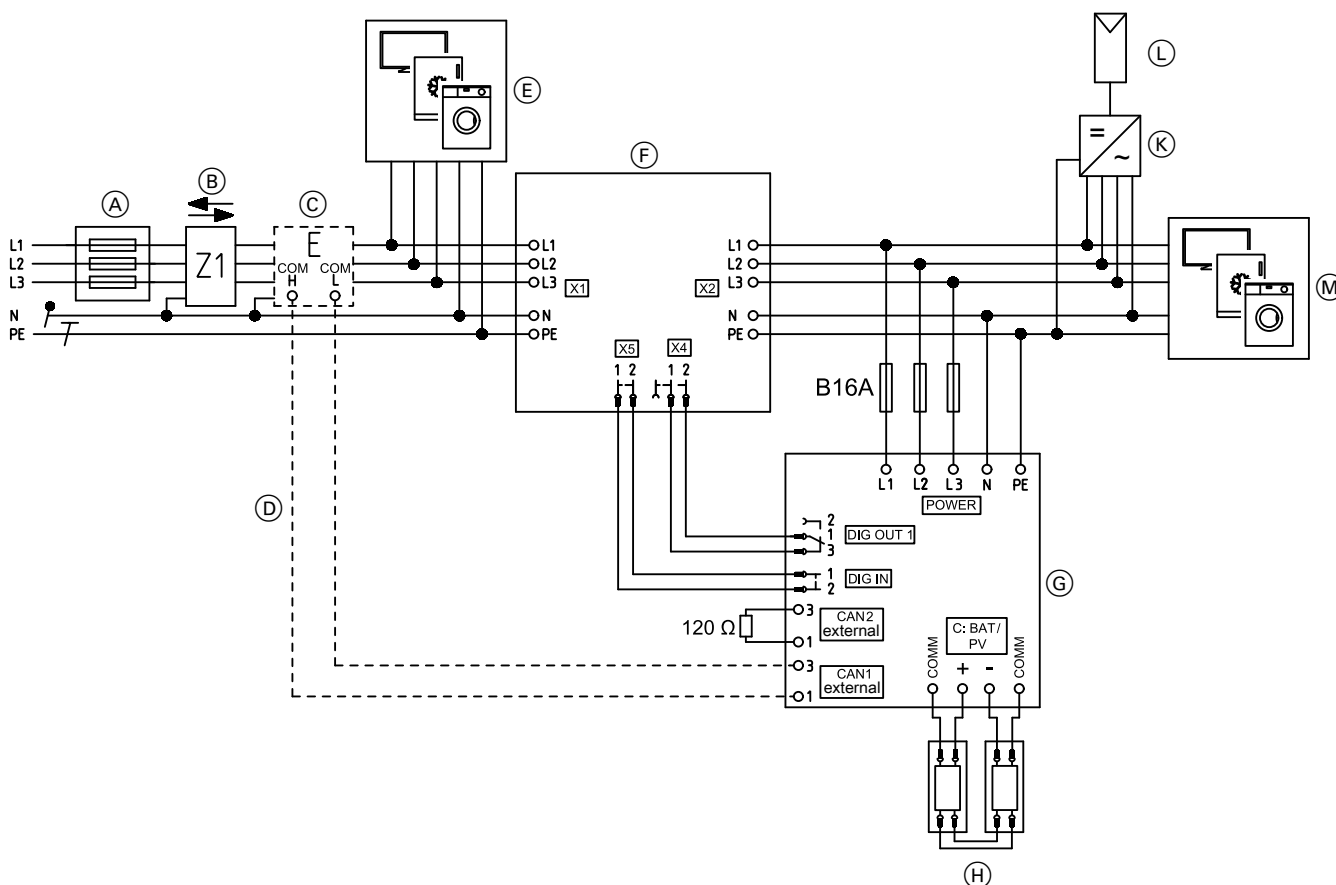 L
E
F
K
B
A
C
L1
L2
L3
N
PE
Z1
E
COM
H
COM
L
L1
L2
L3
N
PE
X1
X2
L1
L2
L3
N
PE
M
X5
X4
1 2
1 2
B16A
D
L1 L2 L3 N PE
POWER
2
1
3
DIG OUT 1
1
2
DIG IN
G
120 Ω
3
1
CAN2
external
3
1
CAN1
external
C: BAT/
PV
COMM
+ -
COMM
H